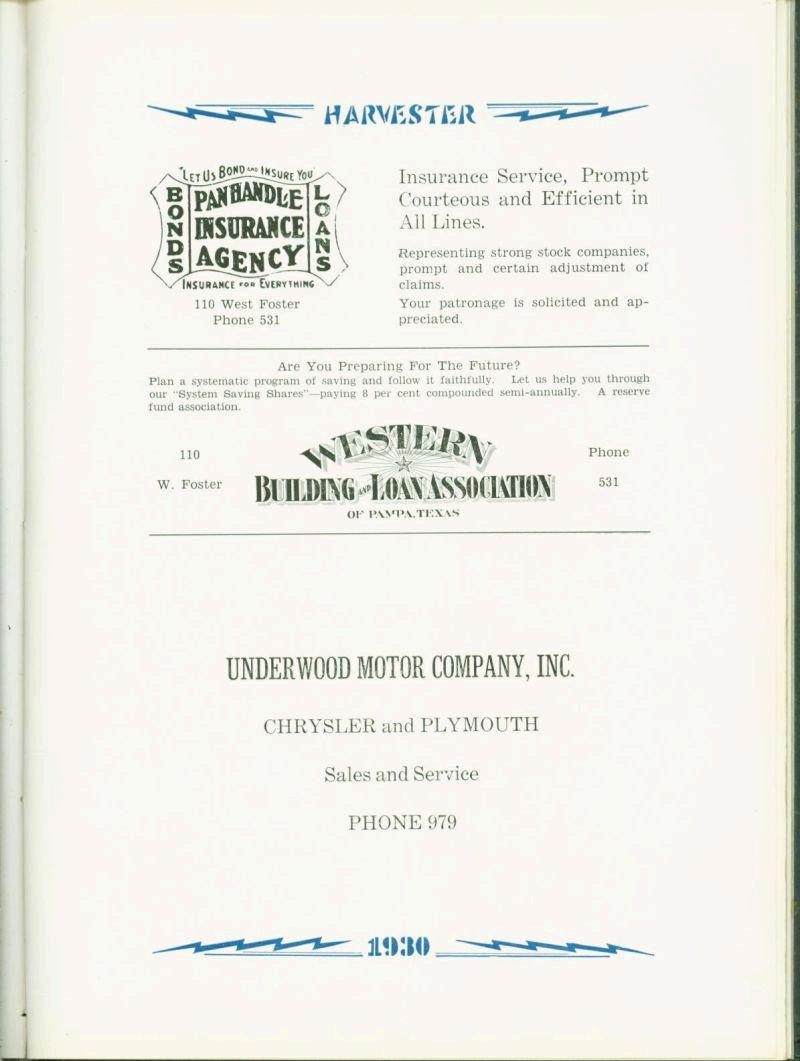 HARVESTER
"LET US BOND AND INSURE YOU"
BONDS
PANHANDLE
INSURANCE
AGENCY
LOANS
INSURANCE FOR EVERYTHING
110 West Foster
Phone 531
Insurance Service, Prompt
Courteous and Efficient in
All Lines.
Representing strong stock companies,
prompt and certain adjustment of
claims.
Your patronage is solicited and ap-
preciated.
Are You Preparing For The Future?
Plan a systematic program of saving and follow it faithfully. Let us help you through
our "System Saving Shares"—paying 8 per cent compounded semi-annually. A reserve
fund association.
110
W. Foster
WESTERN
BUILDING AND LOAN ASSOCIATION
OF PAMPA, TEXAS
Phone
531
UNDERWOOD MOTOR COMPANY, INC.
CHRYSLER and PLYMOUTH
Sales and Service
PHONE 979
1930